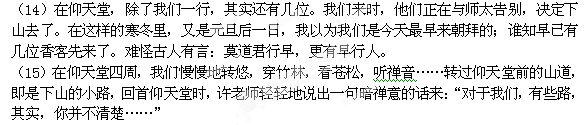 （14）在仰天堂，除了我们一行，其实还有几位。我们来时，他们正在与师太告别，决定下
山去了。在这样的寒冬里，又是元旦后一日，我以为我们是今天最早来朝拜的；谁知早已有
几位香客先来了。难怪古人有言：莫道君行早，更有早行人。
（15）在仰天堂四周，我们慢慢地转悠，穿竹林，看苍松，听禅音……转过仰天堂前的山道，
即是下山的小路，回首仰天堂时，许老师轻轻地说出一句暗禅意的话来：“对于我们，有些路，
其实，你并不清楚……”